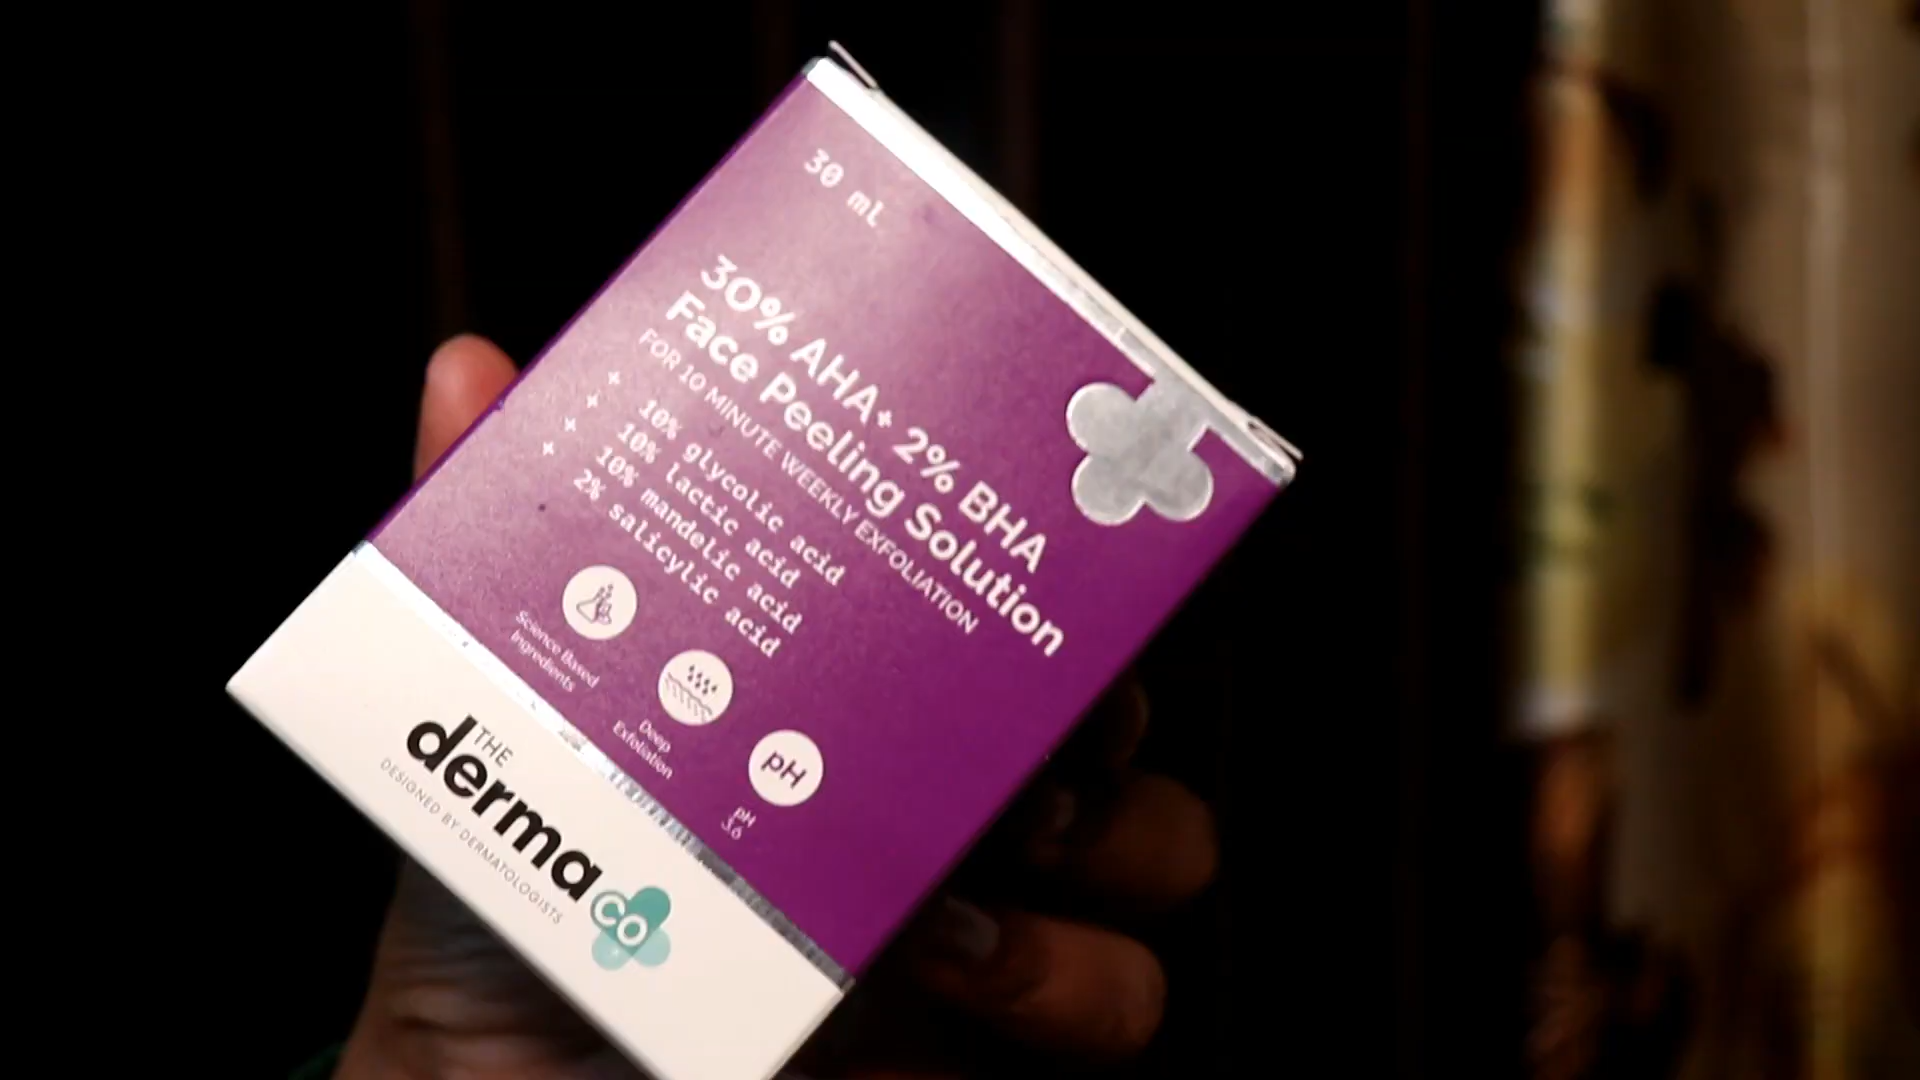 30 ml
30% AHA+ 2% BHA
Face Peeling Solution
FOR 10 MINUTE WEEKLY EXFOLIATION
+ 10% glycolic acid
+ 10% lactic acid
+ 10% mandelic acid
+ 2% salicylic acid
Science Based
Ingredients
Deep
Exfoliation
pH
pH
3.6
THE
derma
co
DESIGNED BY DERMATOLOGISTS